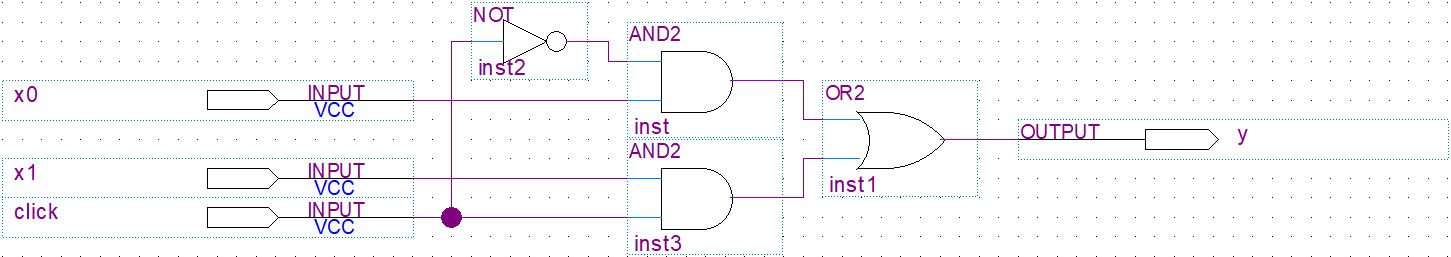 NOT
inst2
AND2
inst
x0
INPUT
VCC
OR2
inst1
OUTPUT
y
x1
INPUT
VCC
AND2
inst3
click
INPUT
VCC